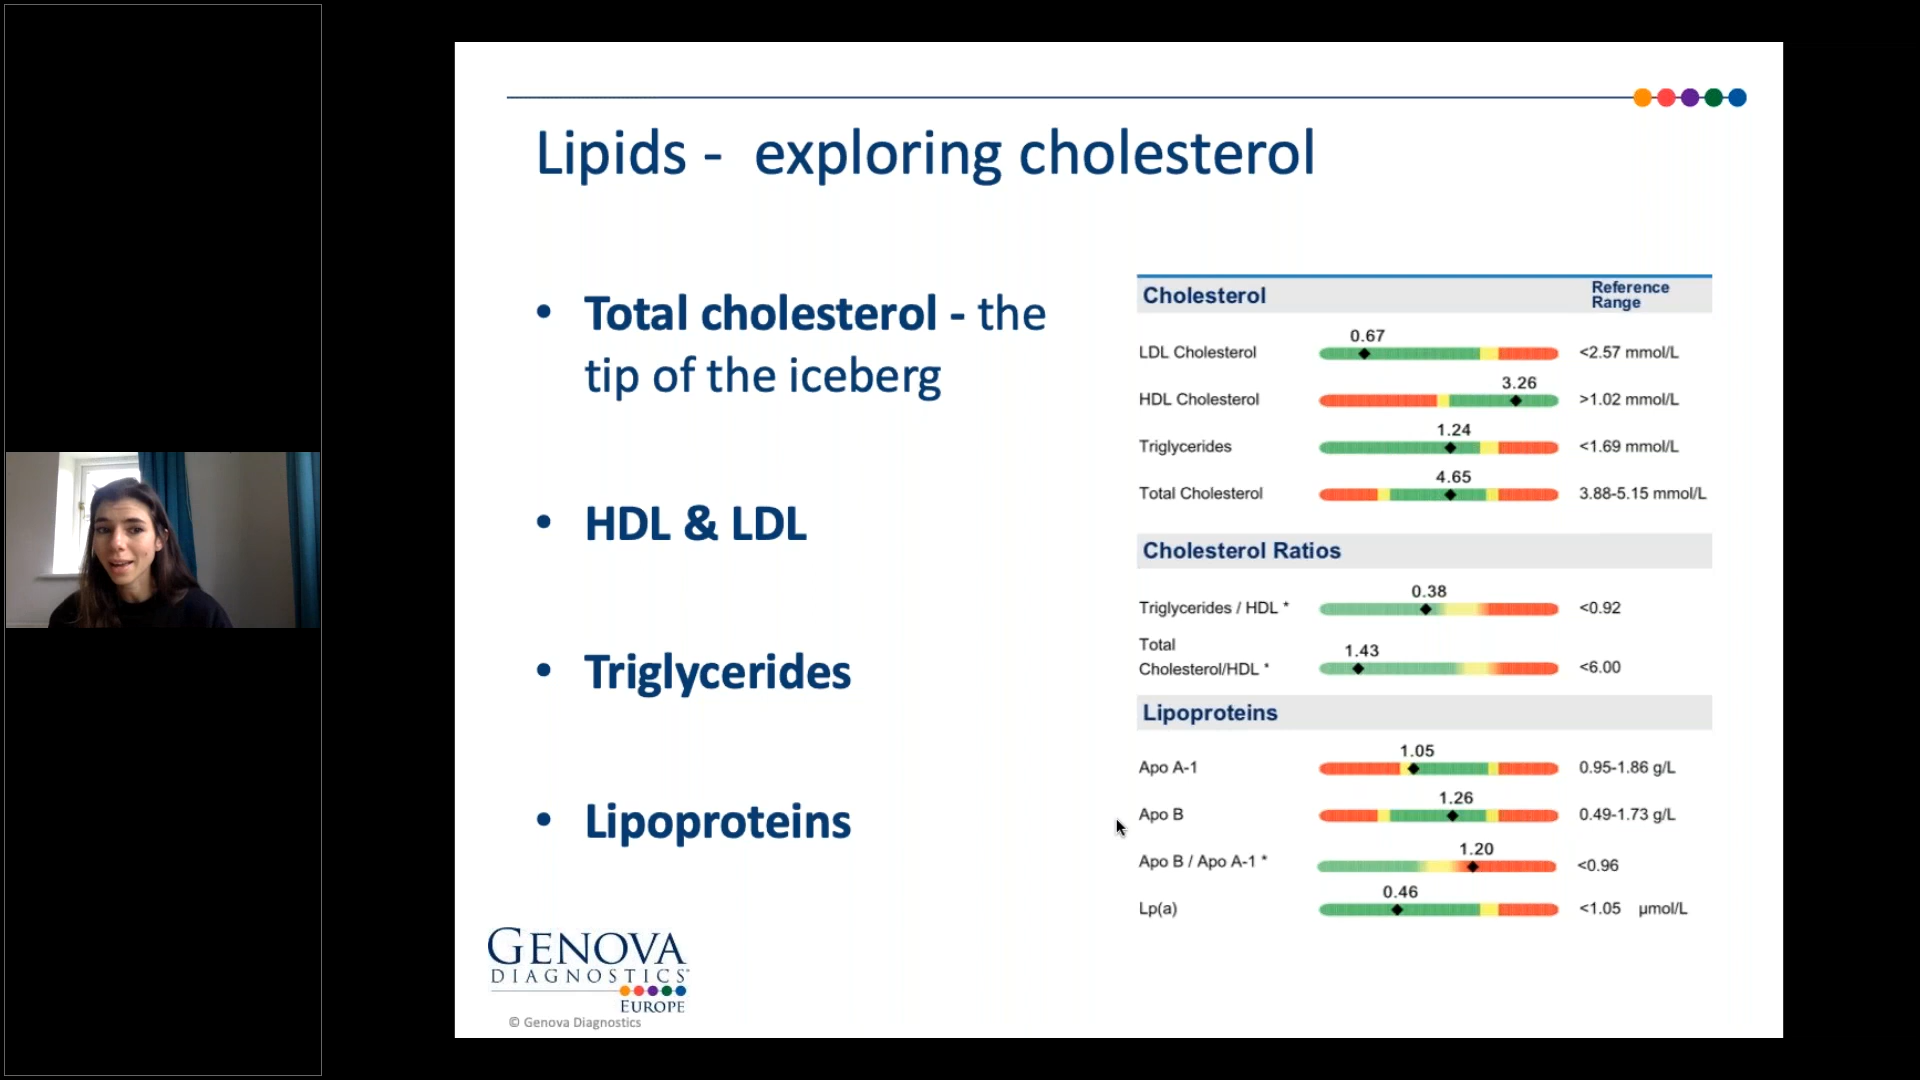 Lipids - exploring cholesterol
• Total cholesterol - the
tip of the iceberg
• HDL & LDL
• Triglycerides
• Lipoproteins
Cholesterol Reference
Range
0.67
LDL Cholesterol <2.57 mmol/L
3.26
HDL Cholesterol >1.02 mmol/L
1.24
Triglycerides <1.69 mmol/L
4.65
Total Cholesterol 3.88-5.15 mmol/L
Cholesterol Ratios
0.38
Triglycerides / HDL * <0.92
Total
1.43
Cholesterol/HDL * <6.00
Lipoproteins
1.05
Apo A-1 0.95-1.86 g/L
1.26
Apo B 0.49-1.73 g/L
1.20
Apo B / Apo A-1 * <0.96
0.46
Lp(a) <1.05 µmol/L
GENOVA
DIAGNOSTICS
EUROPE
© Genova Diagnostics